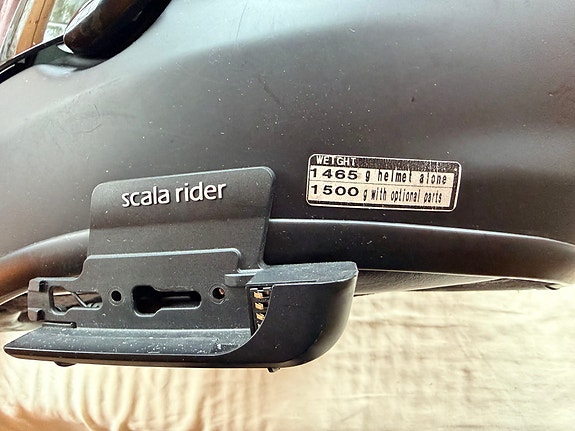 WEIGHT
1465 g helmet alone
1500 g with optional parts
scala rider